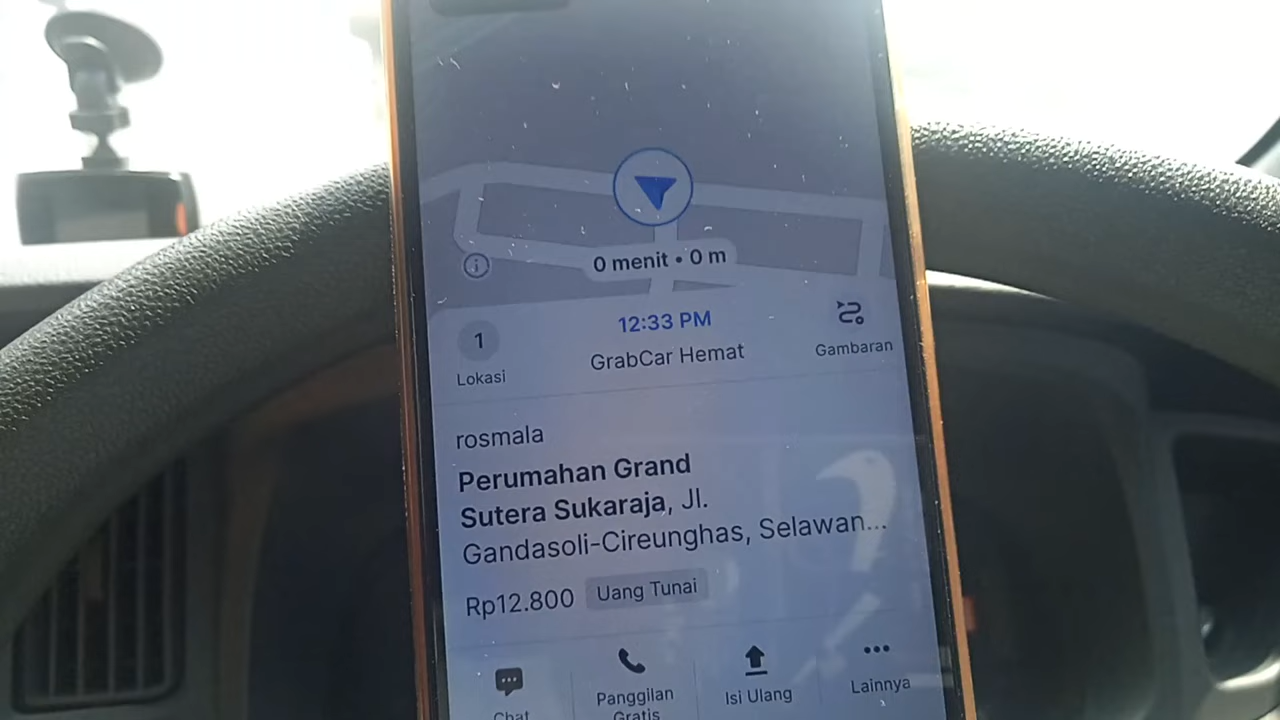 0 menit • 0 m
12:33 PM
1
GrabCar Hemat
Lokasi
Gambaran
rosmala
Perumahan Grand
Sutera Sukaraja, Jl.
Gandasoli-Cireunghas, Selawan...
Rp12.800 Uang Tunai
Chat
Panggilan
Gratis
Isi Ulang
Lainnya